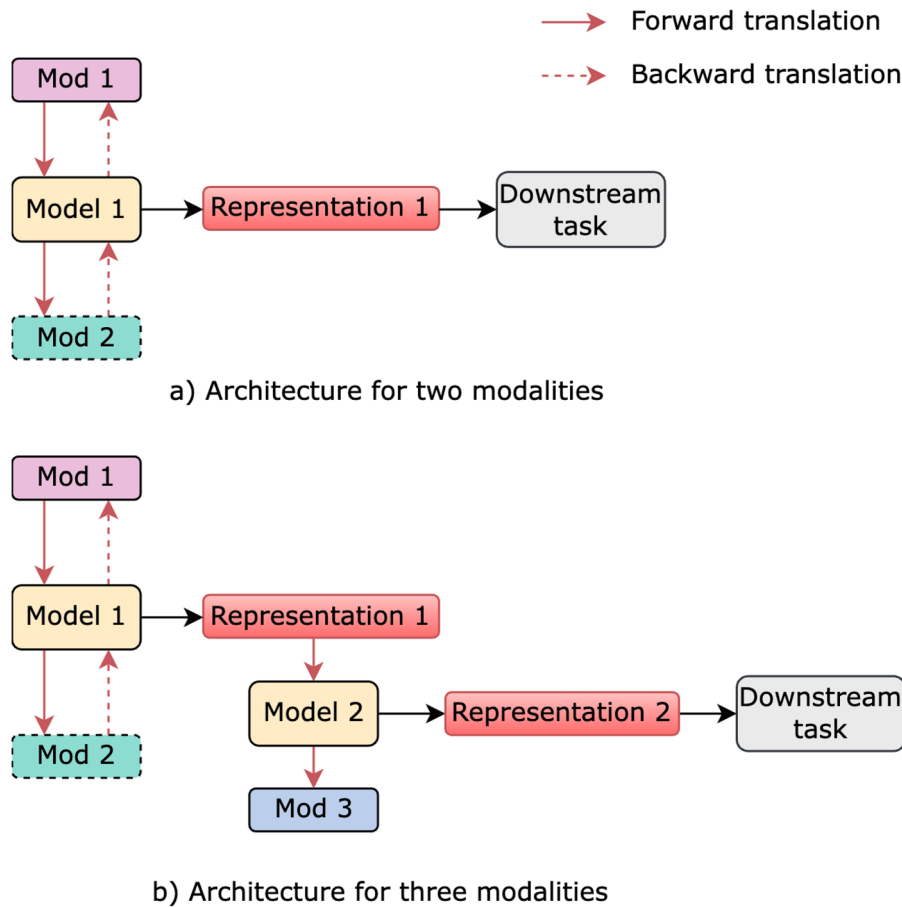 Forward translation
Backward translation
Mod 1
Model 1
Representation 1
Downstream
task
Mod 2
a) Architecture for two modalities
Mod 1
Model 1
Representation 1
Model 2
Representation 2
Downstream
task
Mod 2
Mod 3
b) Architecture for three modalities